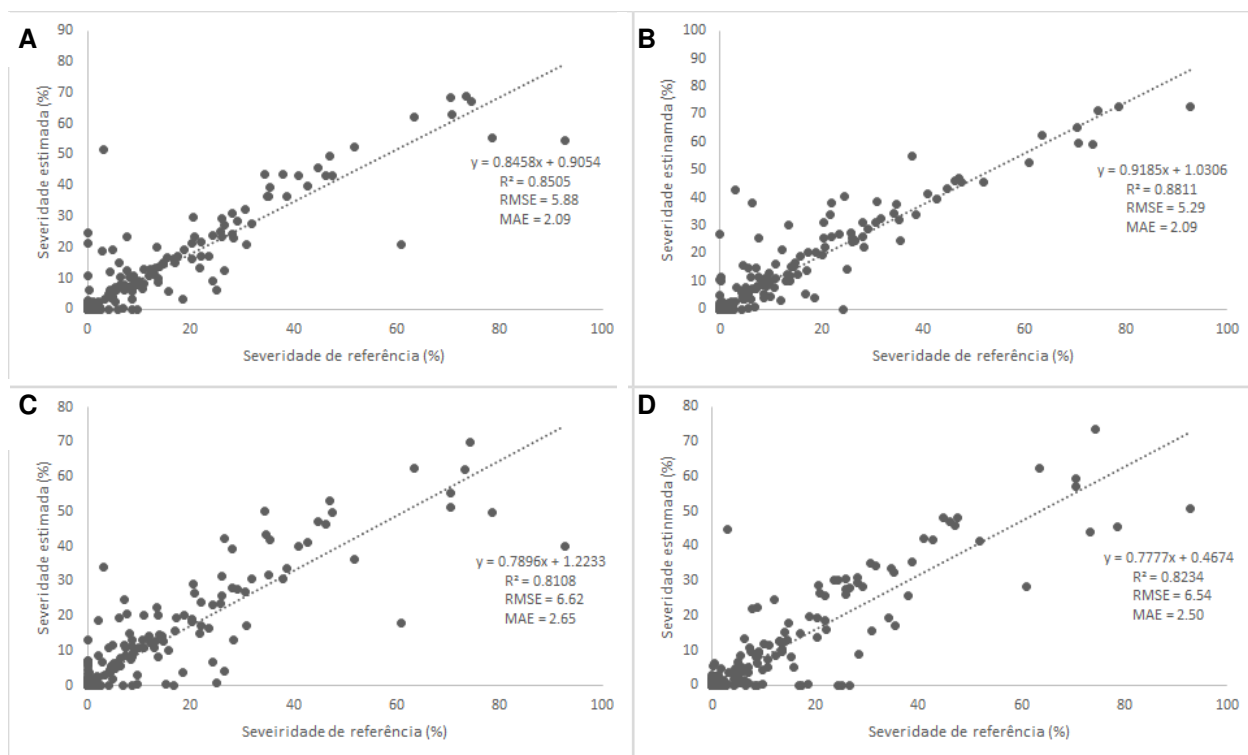 A
Severidade estimada (%)
90
80
70
60
50
40
30
20
10
0
y = 0.8458x + 0.9054
R² = 0.8505
RMSE = 5.88
MAE = 2.09
0 20 40 60 80 100
Severidade de referência (%)
B
Severidade estinamda (%)
100
90
80
70
60
50
40
30
20
10
0
y = 0.9185x + 1.0306
R² = 0.8811
RMSE = 5.29
MAE = 2.09
0 20 40 60 80 100
Severidade de referência (%)
C
Severidade estimada (%)
80
70
60
50
40
30
20
10
0
y = 0.7896x + 1.2233
R² = 0.8108
RMSE = 6.62
MAE = 2.65
0 20 40 60 80 100
Seveiridade de referência (%)
D
Severidade estinmada (%)
80
70
60
50
40
30
20
10
0
y = 0.7777x + 0.4674
R² = 0.8234
RMSE = 6.54
MAE = 2.50
0 20 40 60 80 100
Severidade de referência (%)